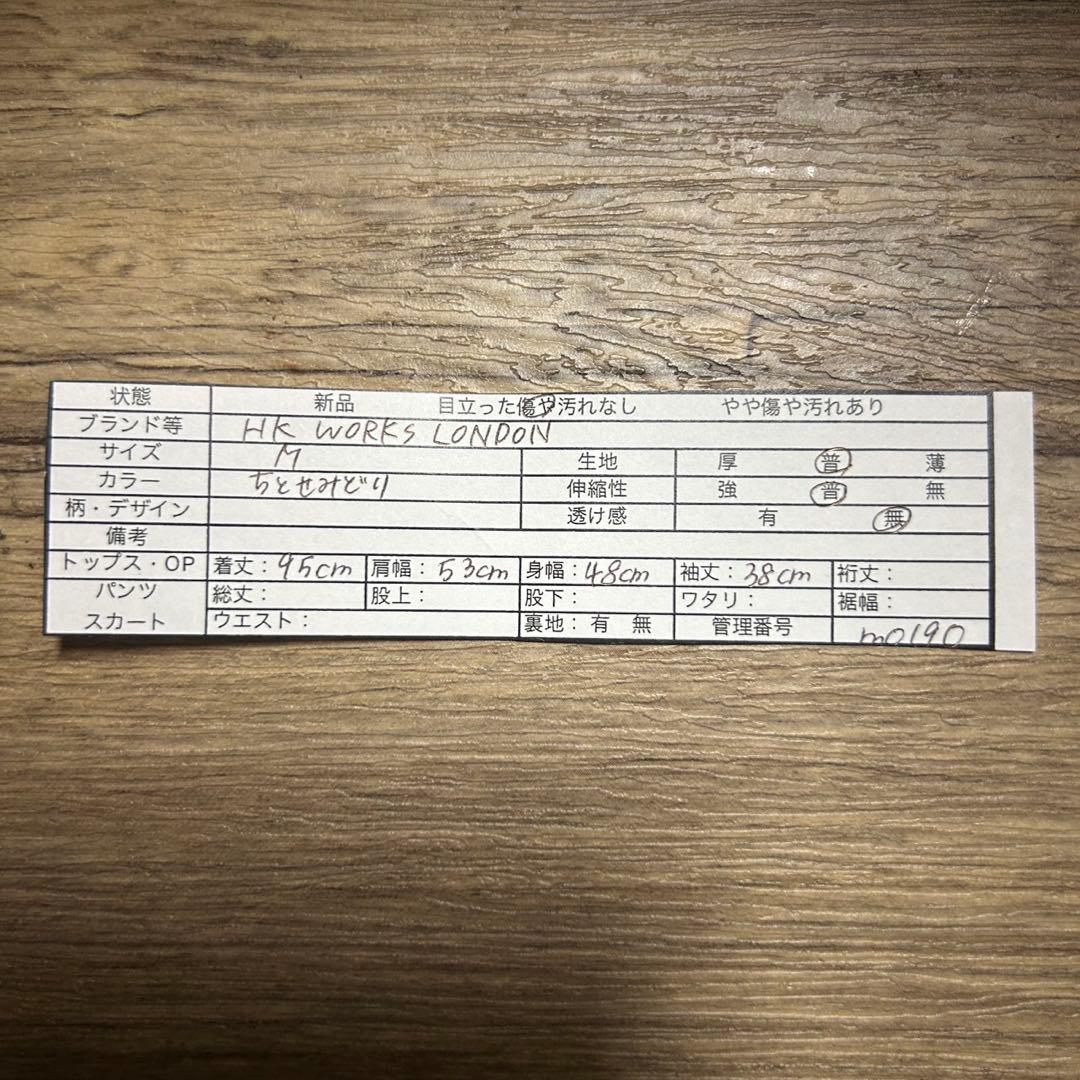 状態 新品 目立った傷や汚れなし やや傷や汚れあり
ブランド等 HK WORKS LONDON
サイズ M 生地 厚 普 薄
カラー ちとせみどり 伸縮性 強 普 無
柄・デザイン 透け感 有 無
備考
トップス・OP 着丈：95cm 肩幅：53cm 身幅：48cm 袖丈：38cm 裄丈：
パンツ 総丈： 股上： 股下： ワタリ： 裾幅：
スカート ウエスト： 裏地：有 無 管理番号 m0190